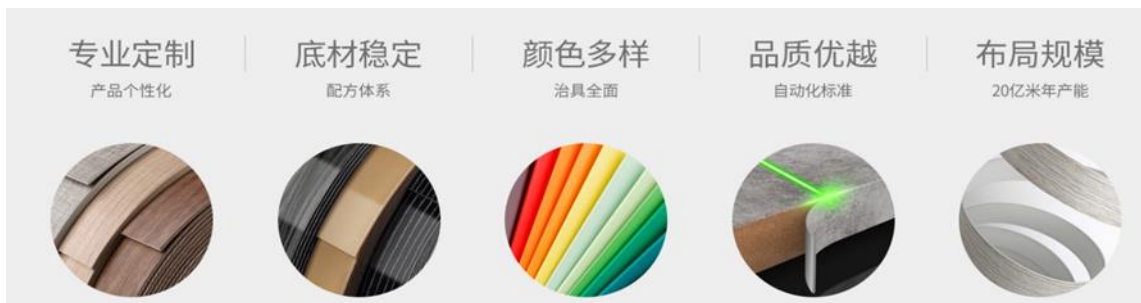 专业定制
产品个性化
底材稳定
配方体系
颜色多样
治具全面
品质优越
自动化标准
布局规模
20亿米年产能